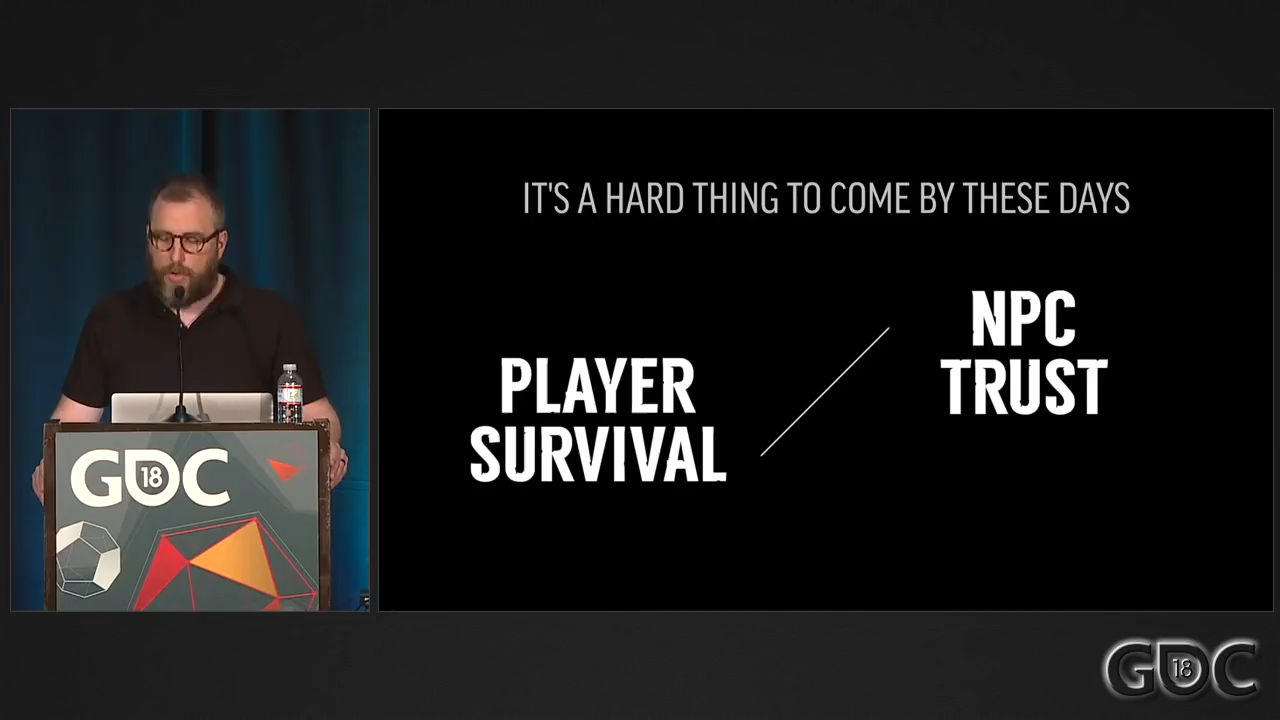 IT'S A HARD THING TO COME BY THESE DAYS
PLAYER
SURVIVAL
NPC
TRUST
GDC
18
GDC
18